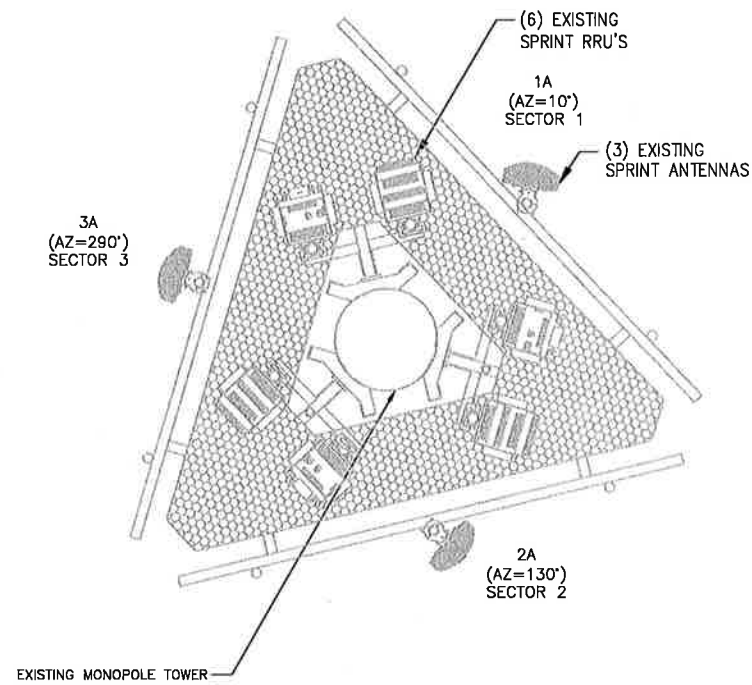 (6) EXISTING
SPRINT RRU'S
1A
(AZ=10°)
SECTOR 1
(3) EXISTING
SPRINT ANTENNAS
3A
(AZ=290°)
SECTOR 3
2A
(AZ=130°)
SECTOR 2
EXISTING MONOPOLE TOWER